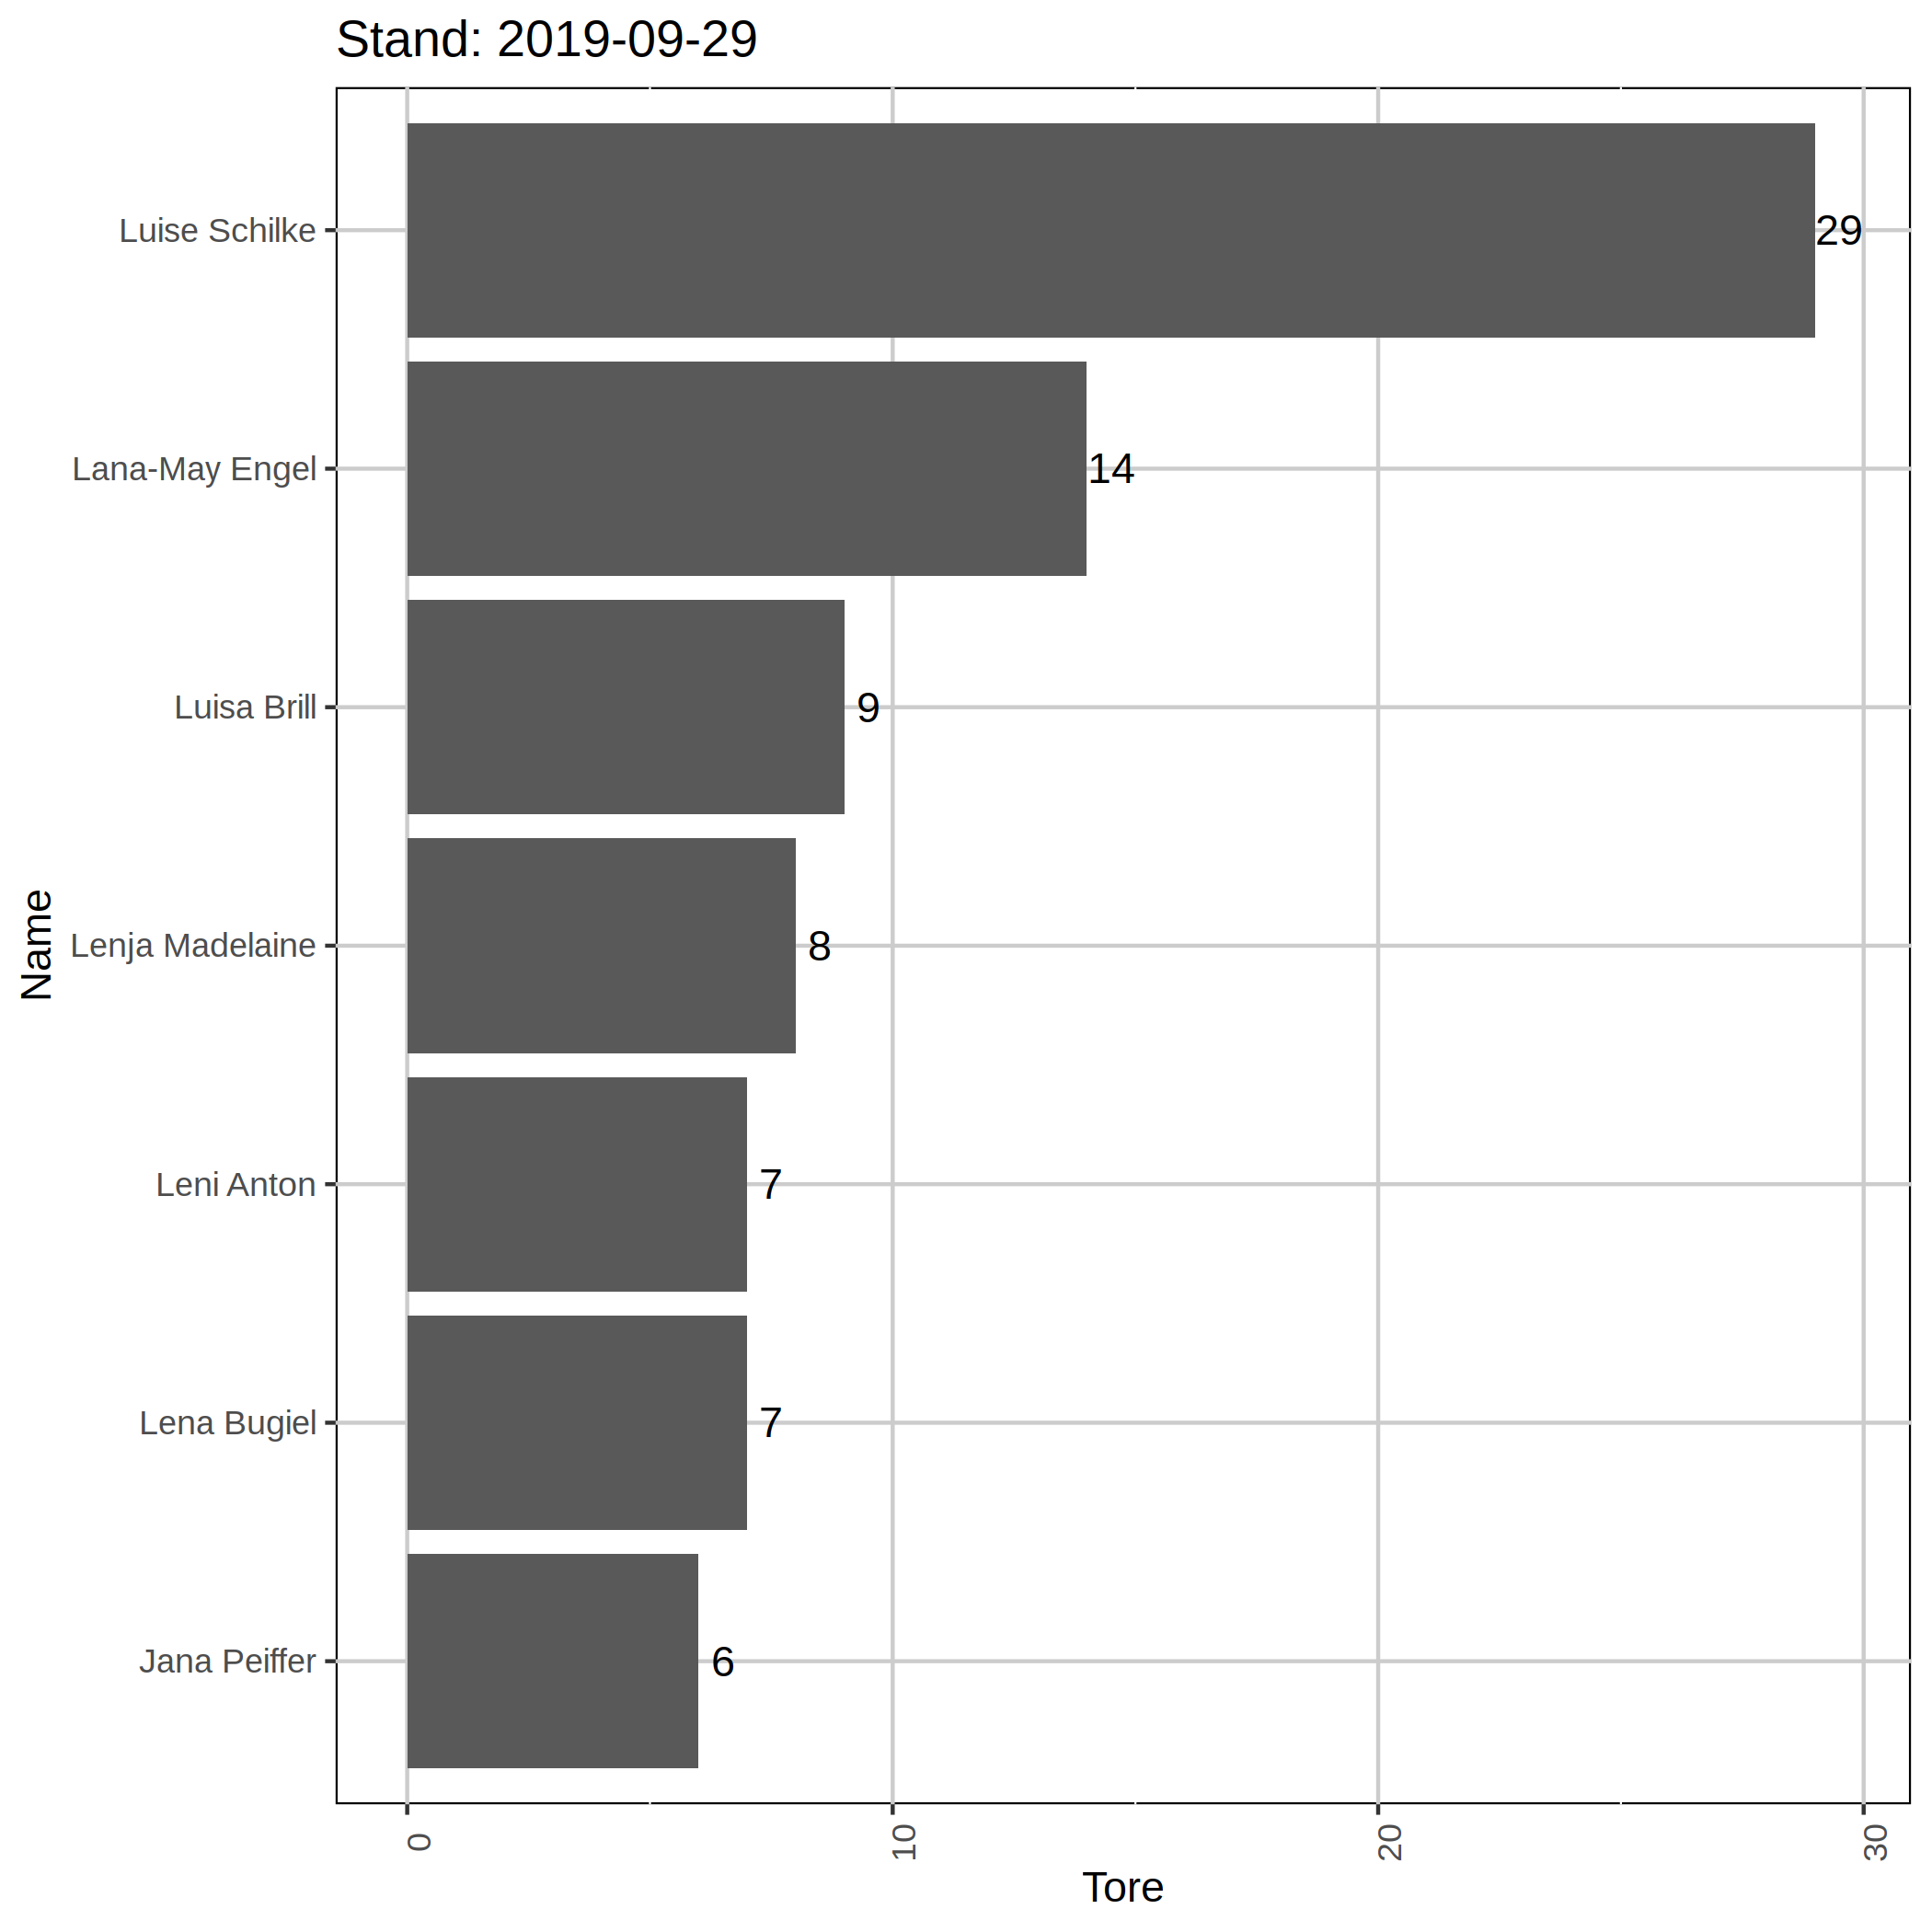 Stand: 2019-09-29
Luise Schilke
29
Lana-May Engel
14
Luisa Brill
9
Lenja Madelaine
8
Leni Anton
7
Lena Bugiel
7
Jana Peiffer
6
Name
0
10
20
30
Tore